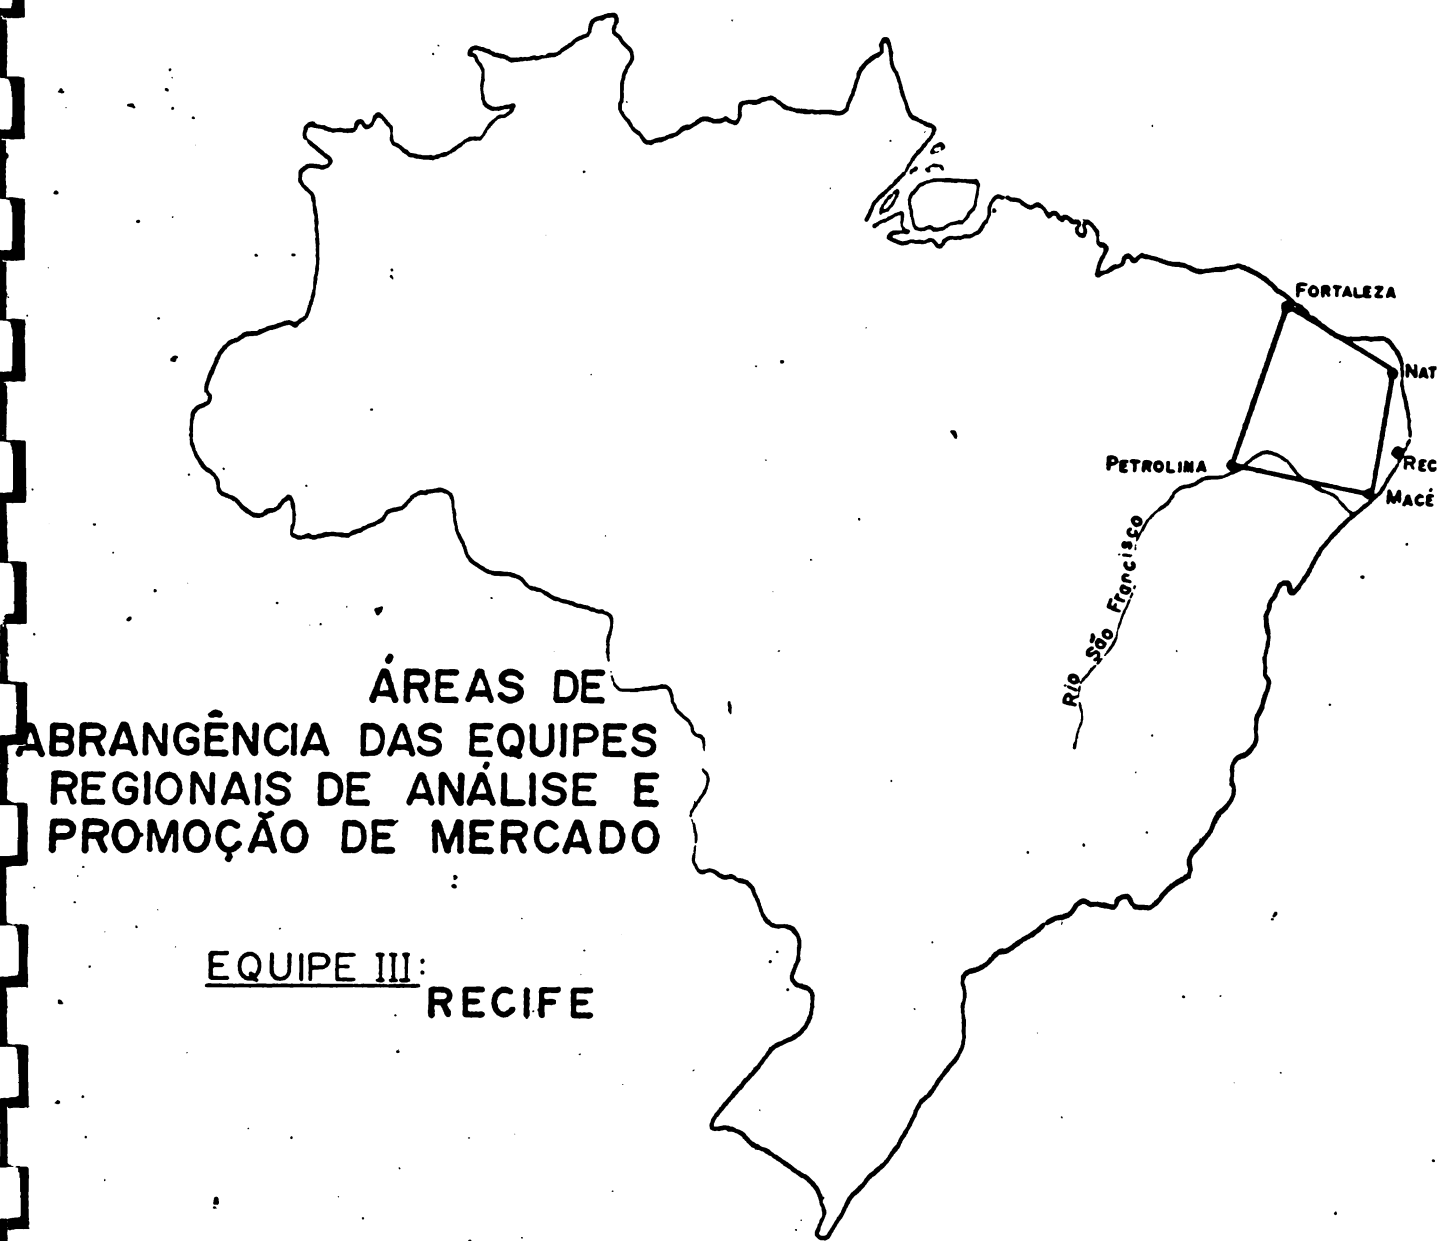 FORTALEZA
NAT
PETROLINA
REC
MACÉ
Rio São Francisco
ÁREAS DE
ABRANGÊNCIA DAS EQUIPES
REGIONAIS DE ANÁLISE E
PROMOÇÃO DE MERCADO
EQUIPE III:
RECIFE